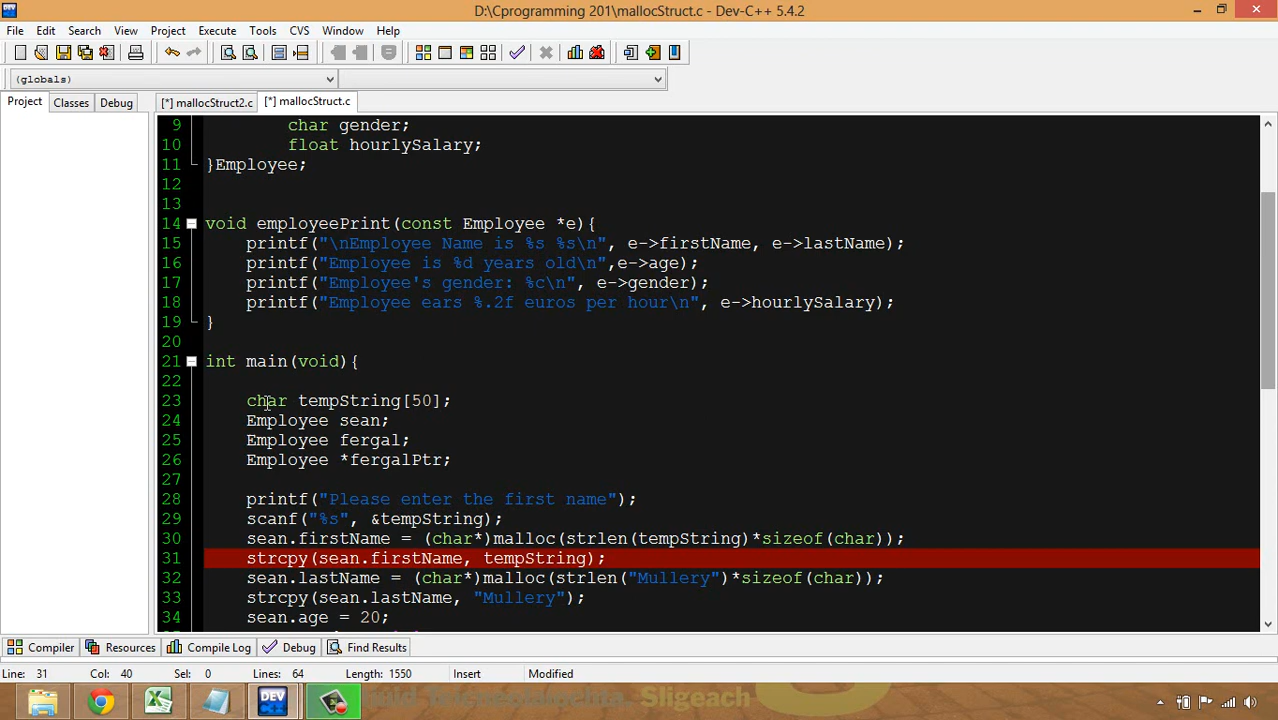 D:\Cprogramming 201\mallocStruct.c - Dev-C++ 5.4.2
File Edit Search View Project Execute Tools CVS Window Help
(globals)
Project Classes Debug [*] mallocStruct2.c [*] mallocStruct.c
9 char gender;
10 float hourlySalary;
11 }Employee;
12
13
14 void employeePrint(const Employee *e){
15 printf("\nEmployee Name is %s %s\n", e->firstName, e->lastName);
16 printf("Employee is %d years old\n",e->age);
17 printf("Employee's gender: %c\n", e->gender);
18 printf("Employee ears %.2f euros per hour\n", e->hourlySalary);
19 }
20
21 int main(void){
22
23 char tempString[50];
24 Employee sean;
25 Employee fergal;
26 Employee *fergalPtr;
27
28 printf("Please enter the first name");
29 scanf("%s", &tempString);
30 sean.firstName = (char*)malloc(strlen(tempString)*sizeof(char));
31 strcpy(sean.firstName, tempString);
32 sean.lastName = (char*)malloc(strlen("Mullery")*sizeof(char));
33 strcpy(sean.lastName, "Mullery");
34 sean.age = 20;
Compiler Resources Compile Log Debug Find Results
Line: 31 Col: 40 Sel: 0 Lines: 64 Length: 1550 Insert Modified
Sligeach